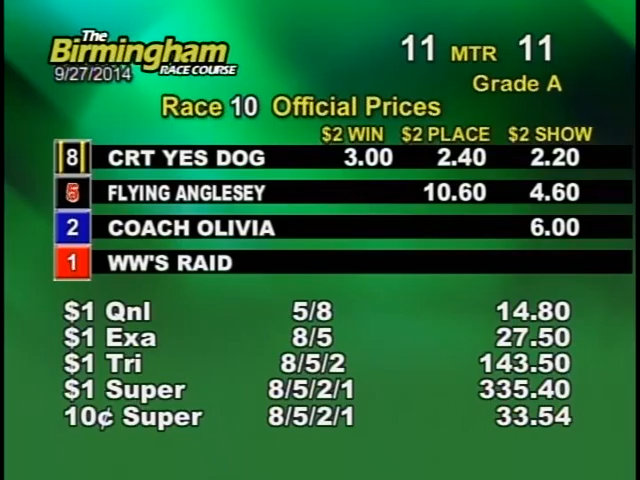 The
Birmingham
RACE COURSE
9/27/2014
11 MTR 11
Grade A
Race 10 Official Prices
$2 WIN $2 PLACE $2 SHOW
8 CRT YES DOG 3.00 2.40 2.20
5 FLYING ANGLESEY 10.60 4.60
2 COACH OLIVIA 6.00
1 WW'S RAID
$1 Qnl 5/8 14.80
$1 Exa 8/5 27.50
$1 Tri 8/5/2 143.50
$1 Super 8/5/2/1 335.40
10¢ Super 8/5/2/1 33.54